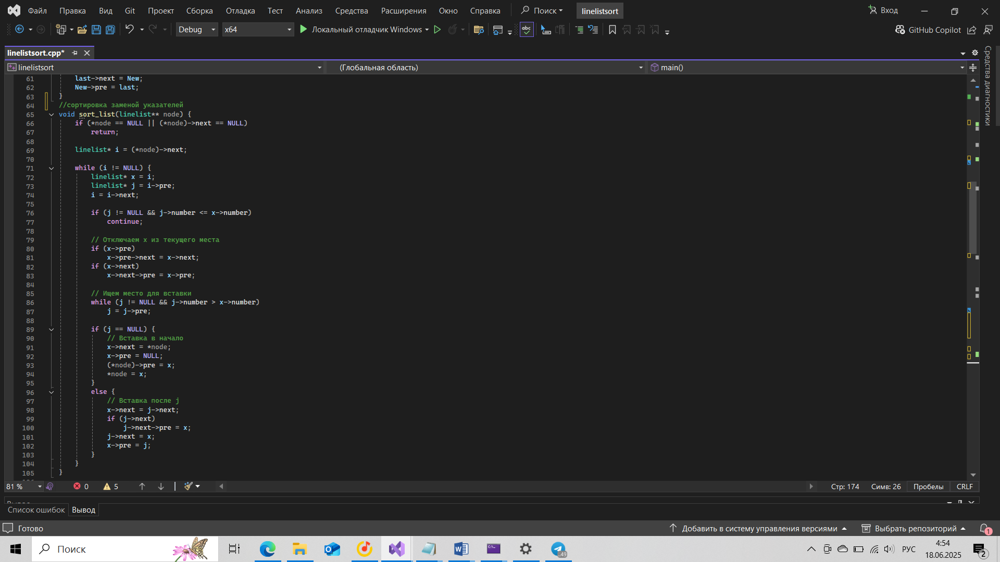 Файл Правка Вид Git Проект Сборка Отладка Тест Анализ Средства Расширения Окно Справка Поиск linelistsort Вход
Debug x64 Локальный отладчик Windows abc GitHub Copilot
linelistsort.cpp*
linelistsort (Глобальная область) main()
Средства диагностики
61 last->next = New;
62 New->pre = last;
63 }
64 //сортировка заменой указателей
65 void sort_list(linelist** node) {
66 if (*node == NULL || (*node)->next == NULL)
67 return;
68
69 linelist* i = (*node)->next;
70
71 while (i != NULL) {
72 linelist* x = i;
73 linelist* j = i->pre;
74 i = i->next;
75
76 if (j != NULL && j->number <= x->number)
77 continue;
78
79 // Отключаем x из текущего места
80 if (x->pre)
81 x->pre->next = x->next;
82 if (x->next)
83 x->next->pre = x->pre;
84
85 // Ищем место для вставки
86 while (j != NULL && j->number > x->number)
87 j = j->pre;
88
89 if (j == NULL) {
90 // Вставка в начало
91 x->next = *node;
92 x->pre = NULL;
93 (*node)->pre = x;
94 *node = x;
95 }
96 else {
97 // Вставка после j
98 x->next = j->next;
99 if (j->next)
100 j->next->pre = x;
101 j->next = x;
102 x->pre = j;
103 }
104 }
105 }
81 % 0 5 Стр: 174 Симв: 26 Пробелы CRLF
Список ошибок Вывод
Готово Добавить в систему управления версиями Выбрать репозиторий 1
Поиск 49 РУС 4:54
18.06.2025 2